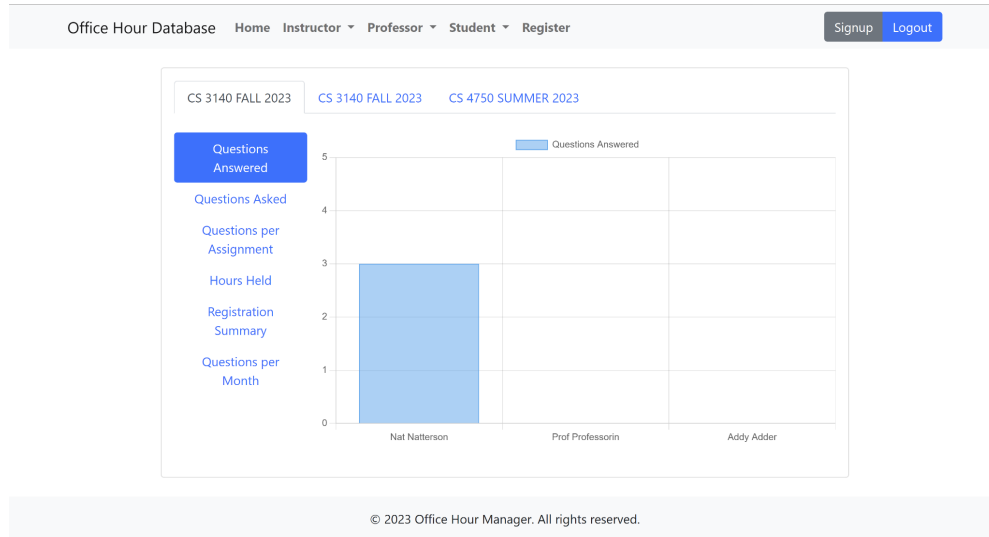 Office Hour Database Home Instructor Professor Student Register Signup Logout
CS 3140 FALL 2023 CS 3140 FALL 2023 CS 4750 SUMMER 2023
Questions
Answered
Questions Asked
Questions per
Assignment
Hours Held
Registration
Summary
Questions per
Month
Questions Answered
5
4
3
2
1
0
Nat Natterson Prof Professorin Addy Adder
© 2023 Office Hour Manager. All rights reserved.